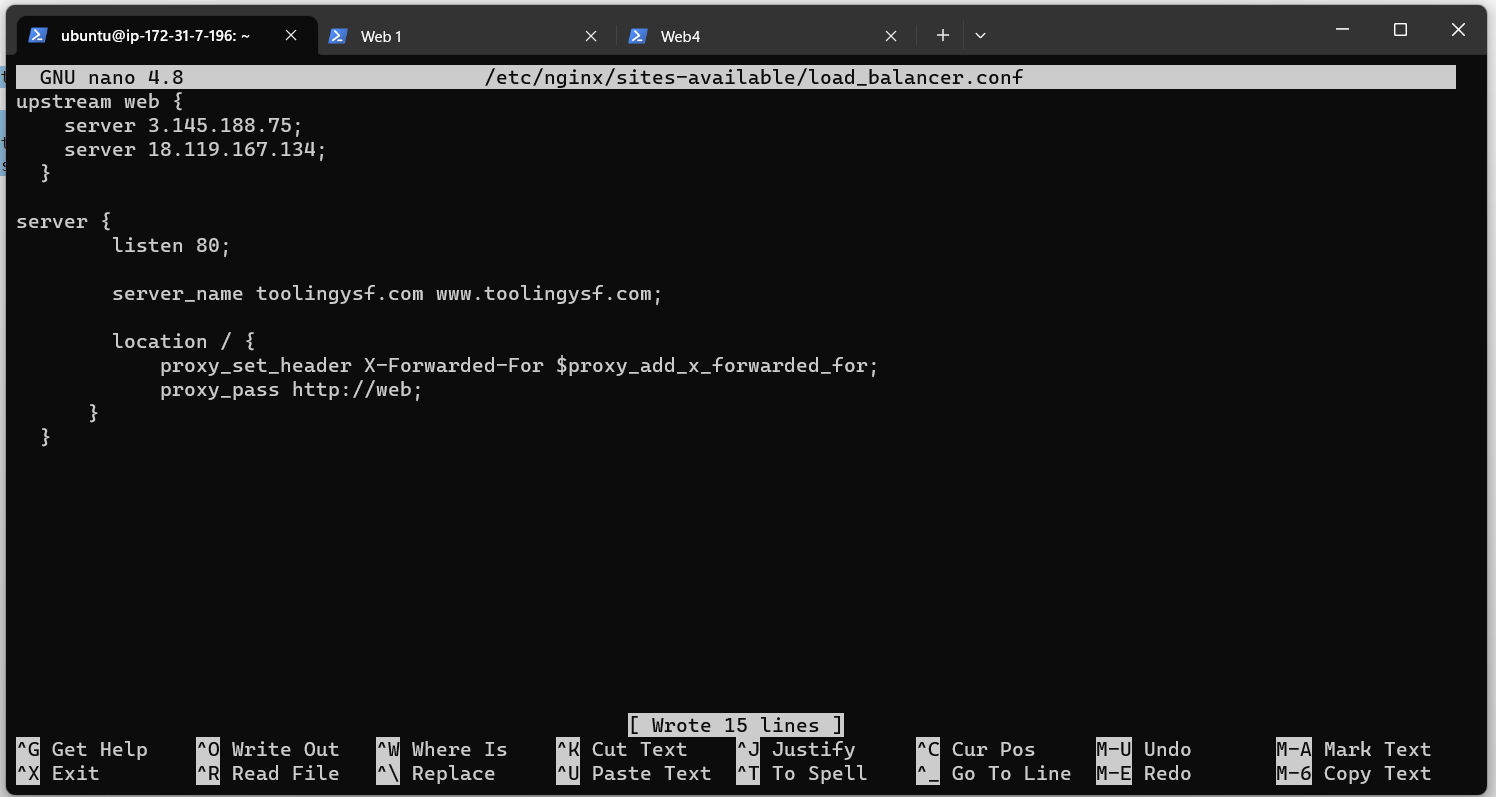 ubuntu@ip-172-31-7-196: ~ Web 1 Web4
GNU nano 4.8 /etc/nginx/sites-available/load_balancer.conf
upstream web {
    server 3.145.188.75;
    server 18.119.167.134;
  }

server {
        listen 80;

        server_name toolingysf.com www.toolingysf.com;

        location / {
            proxy_set_header X-Forwarded-For $proxy_add_x_forwarded_for;
            proxy_pass http://web;
      }
  }
[ Wrote 15 lines ]
^G Get Help ^O Write Out ^W Where Is ^K Cut Text ^J Justify ^C Cur Pos M-U Undo M-A Mark Text
^X Exit ^R Read File ^\ Replace ^U Paste Text ^T To Spell ^_ Go To Line M-E Redo M-6 Copy Text